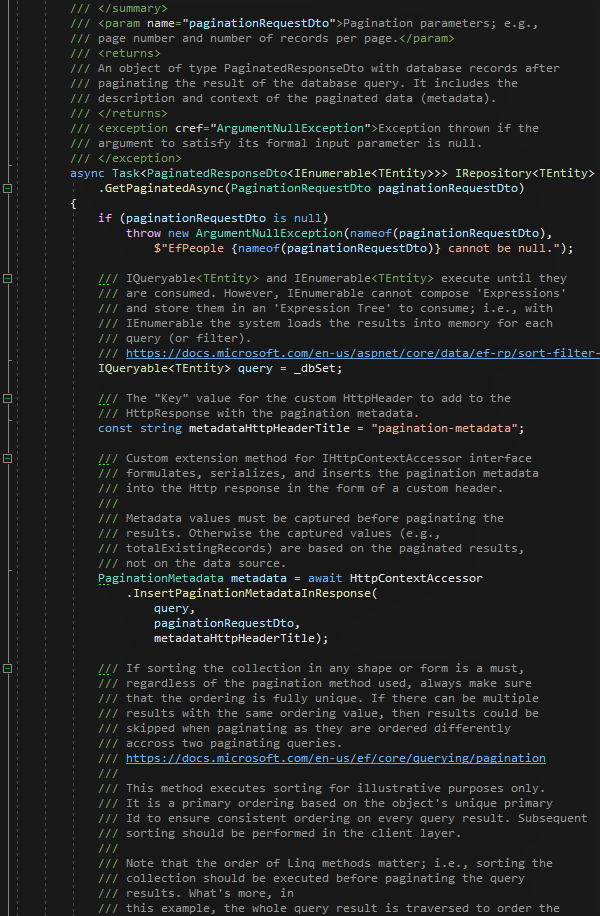 /// </summary>
/// <param name="paginationRequestDto">Pagination parameters; e.g.,
/// page number and number of records per page.</param>
/// <returns>
/// An object of type PaginatedResponseDto with database records after
/// paginating the result of the database query. It includes the
/// description and context of the paginated data (metadata).
/// </returns>
/// <exception cref="ArgumentNullException">Exception thrown if the
/// argument to satisfy its formal input parameter is null.
/// </exception>
async Task<PaginatedResponseDto<IEnumerable<TEntity>>> IRepository<TEntity>
.GetPaginatedAsync(PaginationRequestDto paginationRequestDto)
{
if (paginationRequestDto is null)
throw new ArgumentNullException(nameof(paginationRequestDto),
$"EfPeople {nameof(paginationRequestDto)} cannot be null.");
/// IQueryable<TEntity> and IEnumerable<TEntity> execute until they
/// are consumed. However, IEnumerable cannot compose 'Expressions'
/// and store them in an 'Expression Tree' to consume; i.e., with
/// IEnumerable the system loads the results into memory for each
/// query (or filter).
/// https://docs.microsoft.com/en-us/aspnet/core/data/ef-rp/sort-filter-
IQueryable<TEntity> query = _dbSet;
/// The "Key" value for the custom HttpHeader to add to the
/// HttpResponse with the pagination metadata.
const string metadataHttpHeaderTitle = "pagination-metadata";
/// Custom extension method for IHttpContextAccessor interface
/// formulates, serializes, and inserts the pagination metadata
/// into the Http response in the form of a custom header.
///
/// Metadata values must be captured before paginating the
/// results. Otherwise the captured values (e.g.,
/// totalExistingRecords) are based on the paginated results,
/// not on the data source.
PaginationMetadata metadata = await HttpContextAccessor
.InsertPaginationMetadataInResponse(
query,
paginationRequestDto,
metadataHttpHeaderTitle);
/// If sorting the collection in any shape or form is a must,
/// regardless of the pagination method used, always make sure
/// that the ordering is fully unique. If there can be multiple
/// results with the same ordering value, then results could be
/// skipped when paginating as they are ordered differently
/// accross two paginating queries.
/// https://docs.microsoft.com/en-us/ef/core/querying/pagination
///
/// This method executes sorting for illustrative purposes only.
/// It is a primary ordering based on the object's unique primary
/// Id to ensure consistent ordering on every query result. Subsequent
/// sorting should be performed in the client layer.
///
/// Note that the order of Linq methods matter; i.e., sorting the
/// collection should be executed before paginating the query
/// results. What's more, in
/// this example, the whole query result is traversed to order the